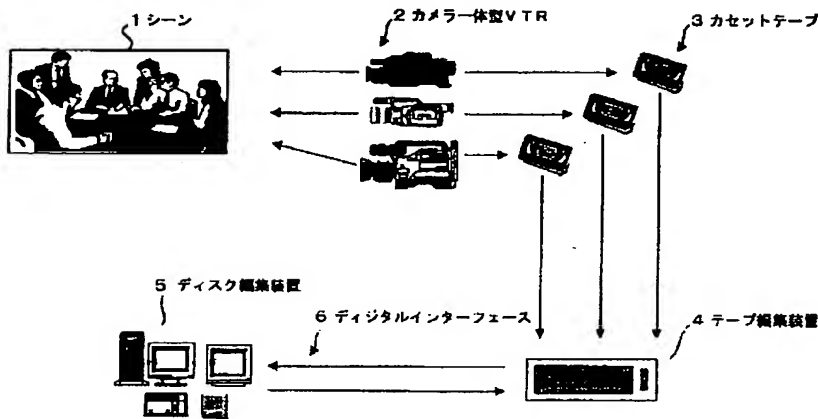 1 シーン
2 カメラ一体型VTR
3 カセットテープ
5 ディスク編集装置
6 ディジタルインターフェース
4 テープ編集装置